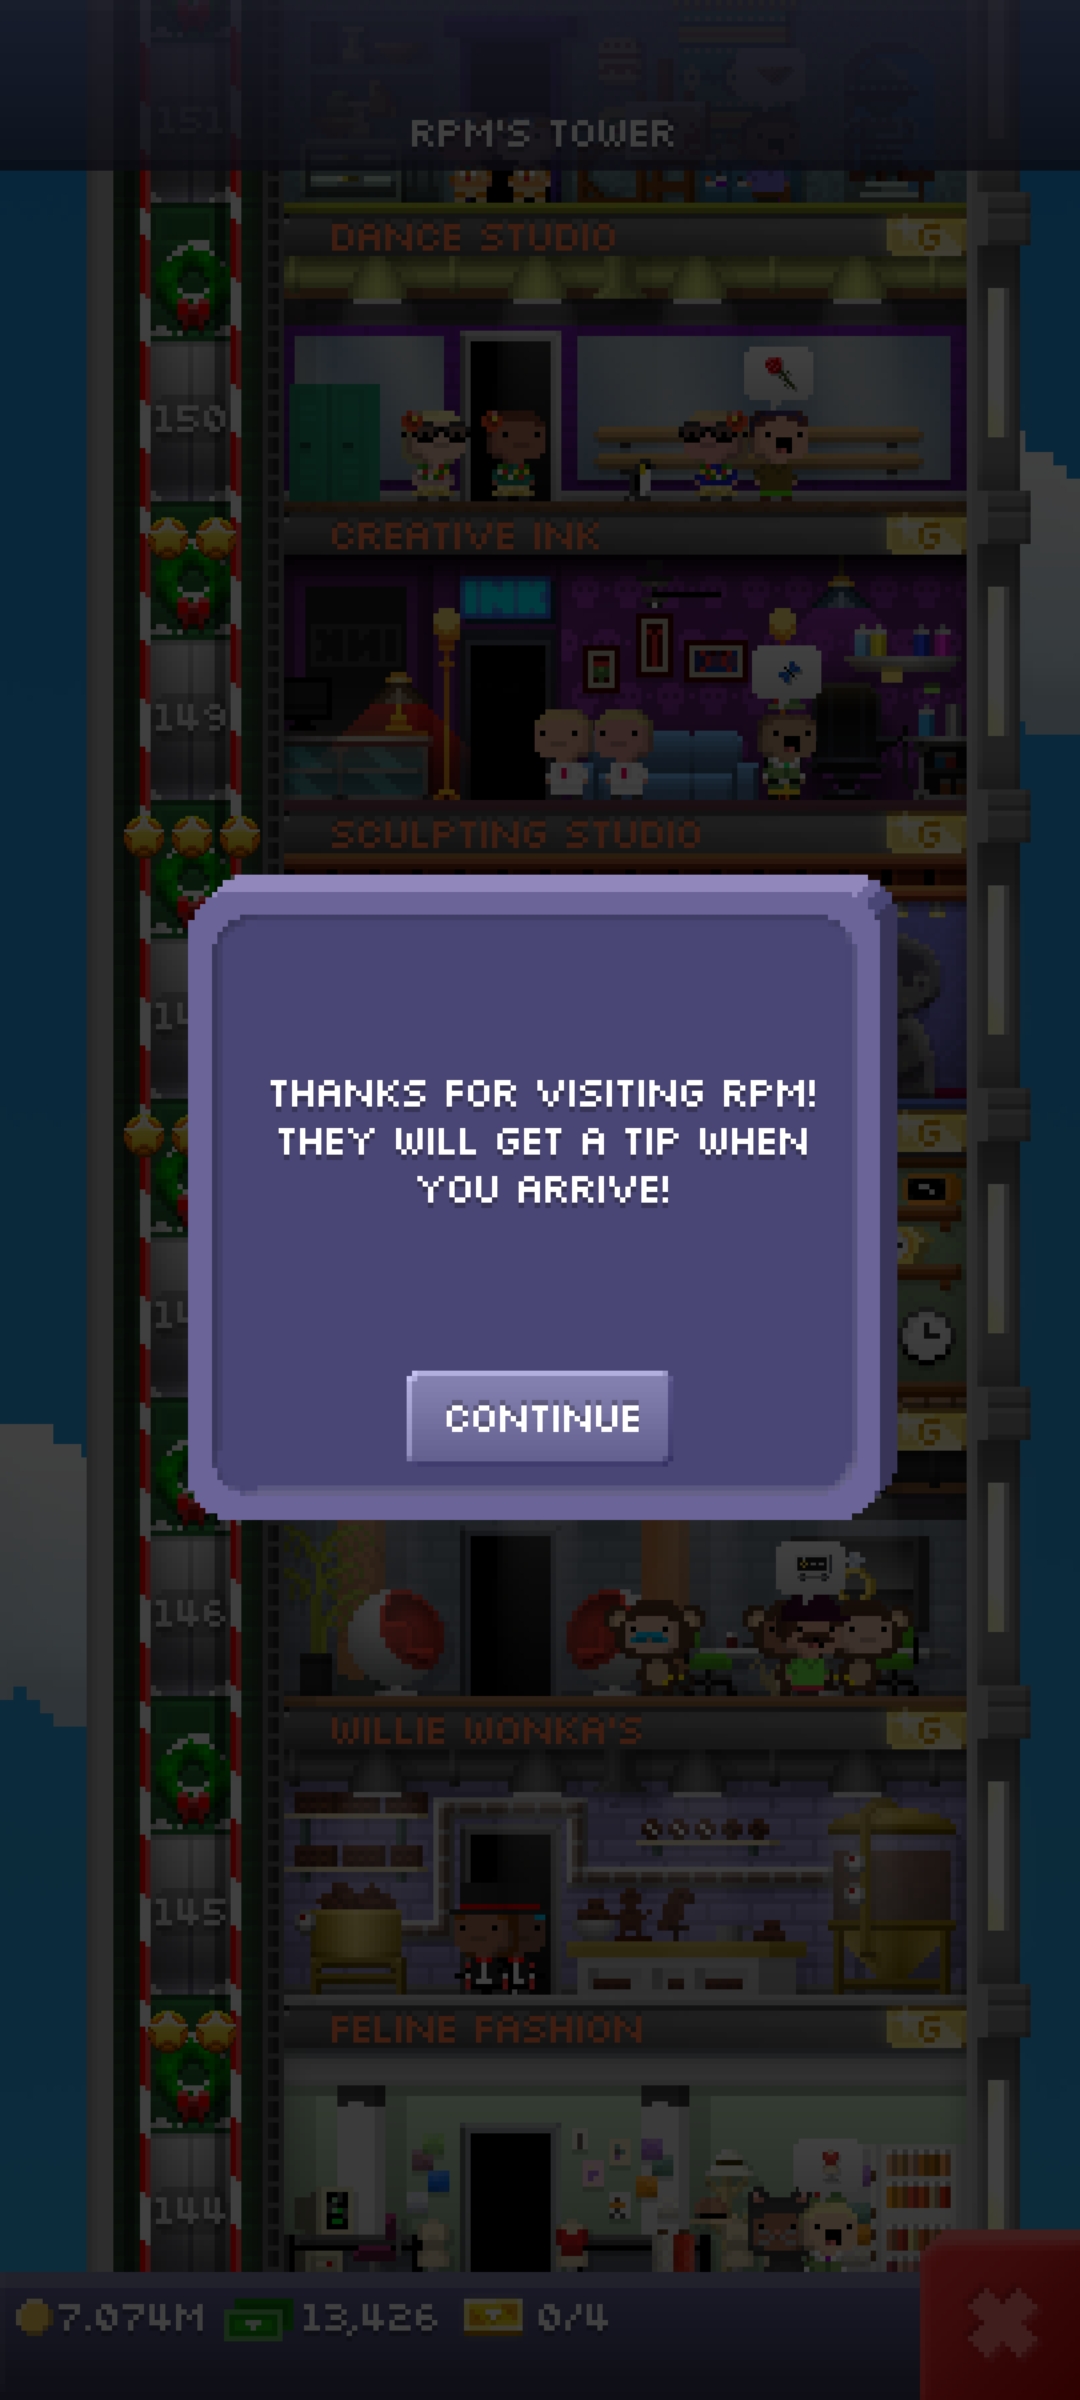 151
RPM'S TOWER
DANCE STUDIO
G
150
CREATIVE INK
G
INK
149
SCULPTING STUDIO
G
G
THANKS FOR VISITING RPM!
THEY WILL GET A TIP WHEN
YOU ARRIVE!
CONTINUE
G
146
WILLIE WONKA'S
G
145
FELINE FASHION
G
144
7.074M
13,426
0/4